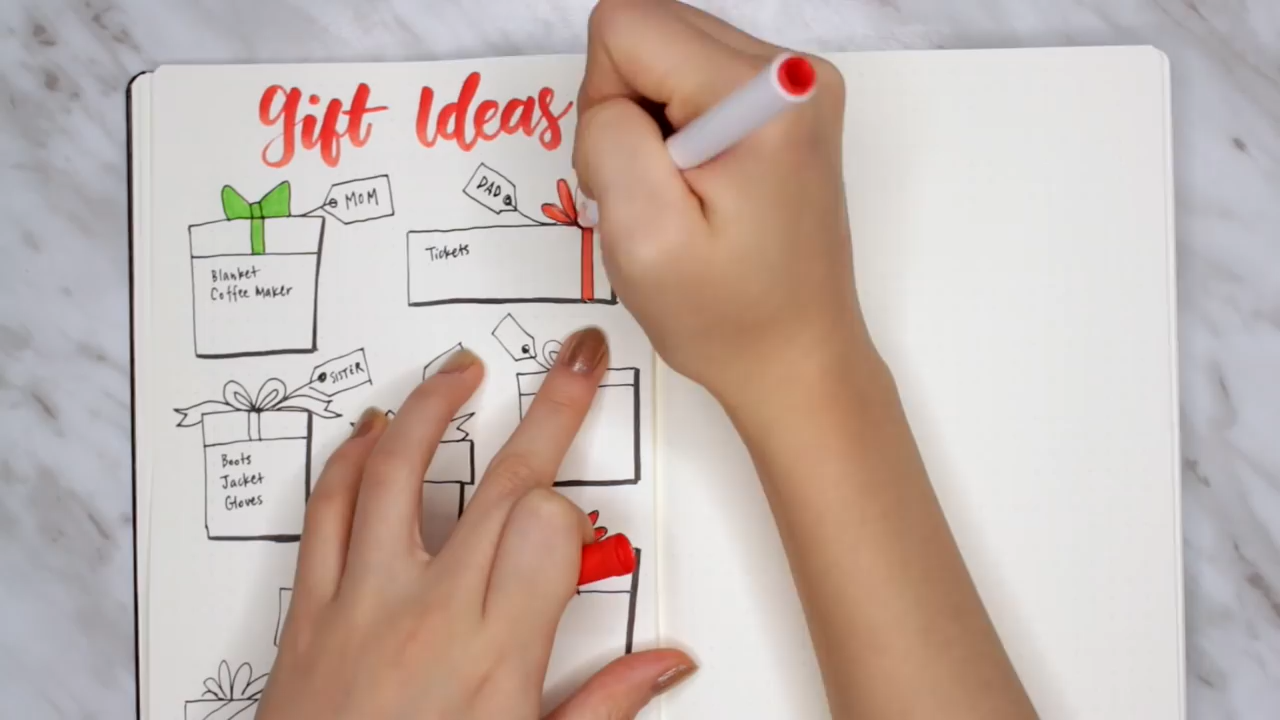 Gift Ideas
MOM
DAD
Blanket
Coffee Maker
Tickets
SISTER
Boots
Jacket
Gloves